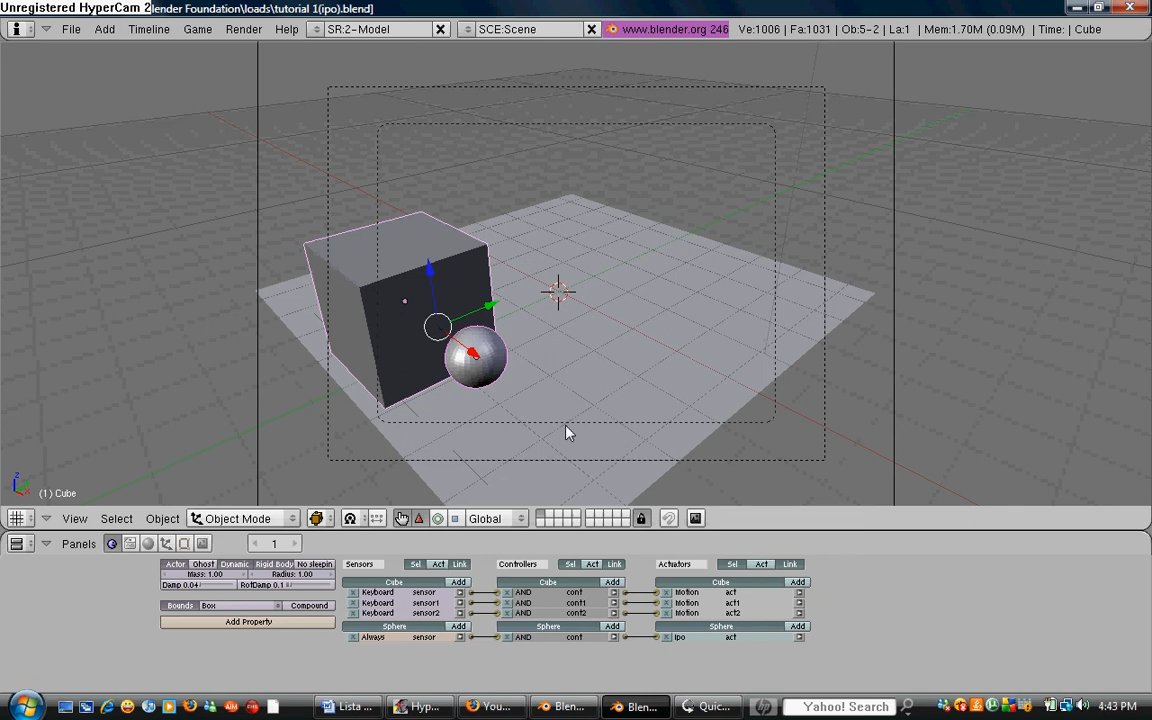 Unregistered HyperCam 2
lender Foundation\loads\tutorial 1(ipo).blend]
File Add Timeline Game Render Help SR:2-Model SCE:Scene www.blender.org 246 Ve:1006 | Fa:1031 | Ob:5-2 | La:1 | Mem:1.70M (0.09M) | Time: | Cube
z
(1) Cube
View Select Object Object Mode Global
Panels 1
Actor Ghost Dynamic Rigid Body No sleepin
Mass: 1.00 Radius: 1.00
Damp 0.04 RotDamp 0.1
Bounds Box Compound
Add Property
Sensors Sel Act Link Controllers Sel Act Link Actuators Sel Act Link
Cube Add Cube Add Cube Add
Keyboard sensor AND cont Motion act
Keyboard sensor1 AND cont1 Motion act1
Keyboard sensor2 AND cont2 Motion act2
Sphere Add Sphere Add Sphere Add
Always sensor AND cont Ipo act
Lista ... Hyp... You... Blen... Blen... Quic... Yahoo! Search 4:43 PM